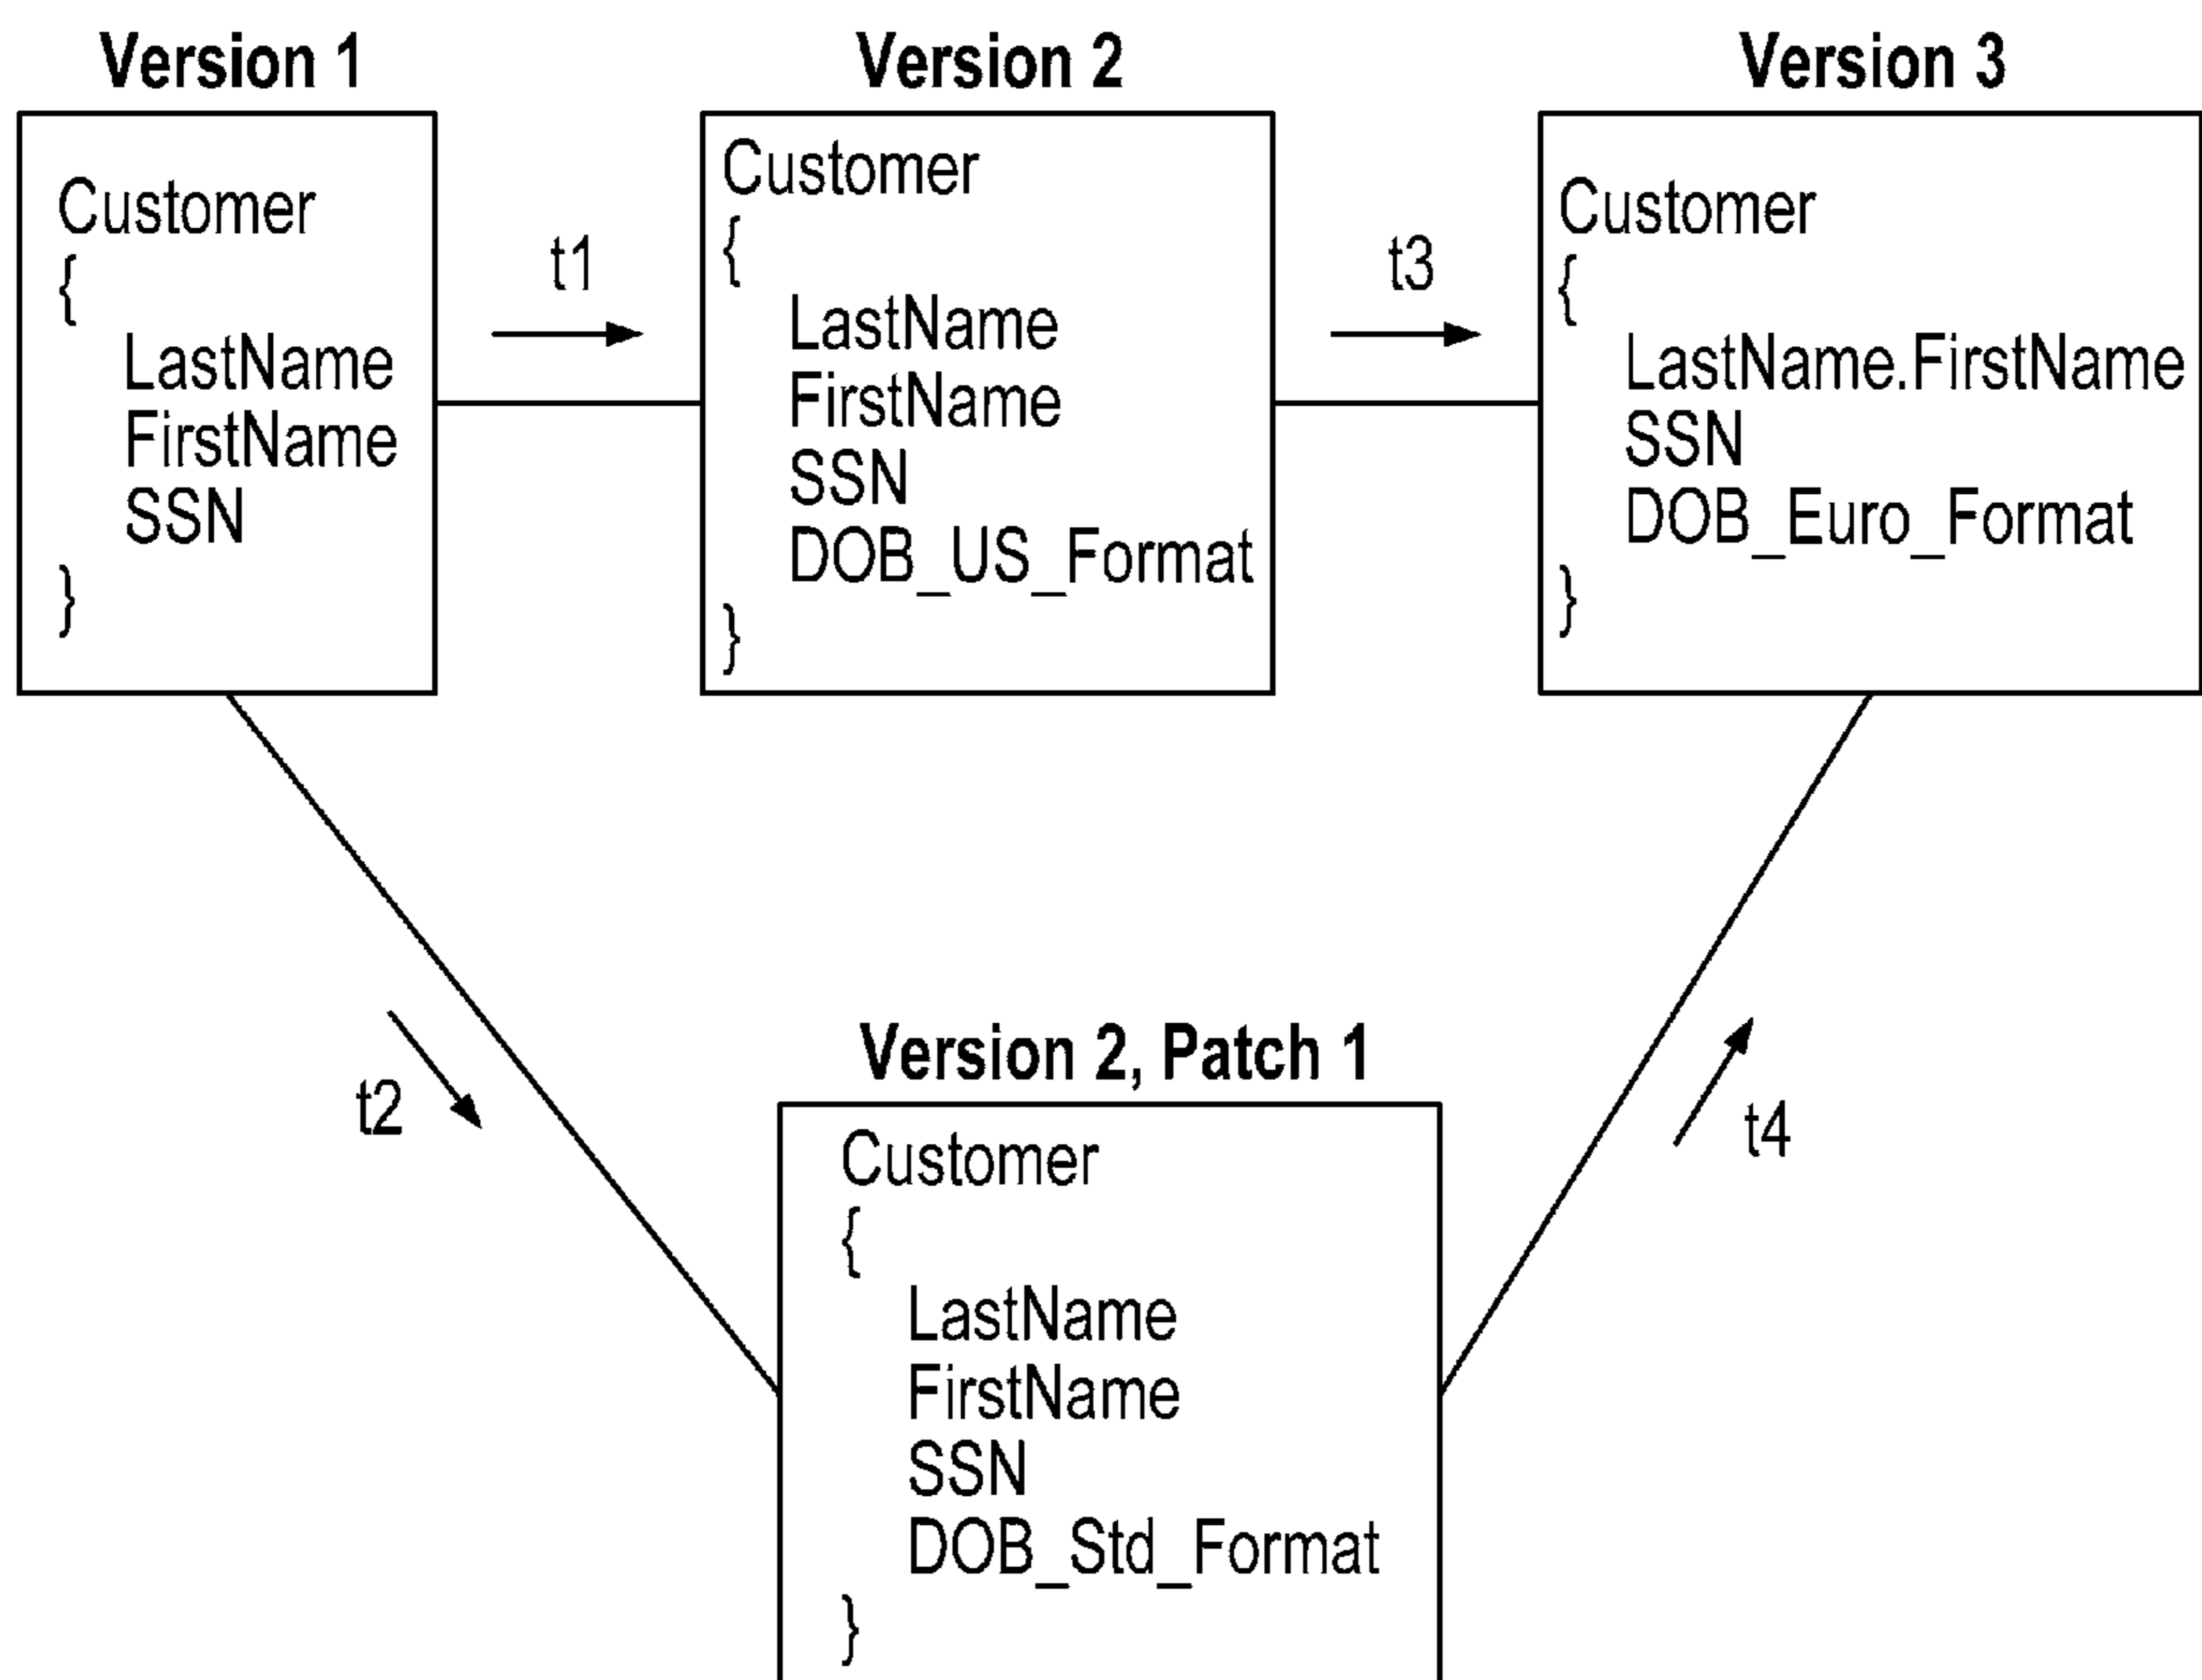 Version 1
Customer
{
LastName
FirstName
SSN
}
t1
Version 2
Customer
{
LastName
FirstName
SSN
DOB_US_Format
}
t3
Version 3
Customer
{
LastName.FirstName
SSN
DOB_Euro_Format
}
t2
Version 2, Patch 1
Customer
{
LastName
FirstName
SSN
DOB_Std_Format
}
t4